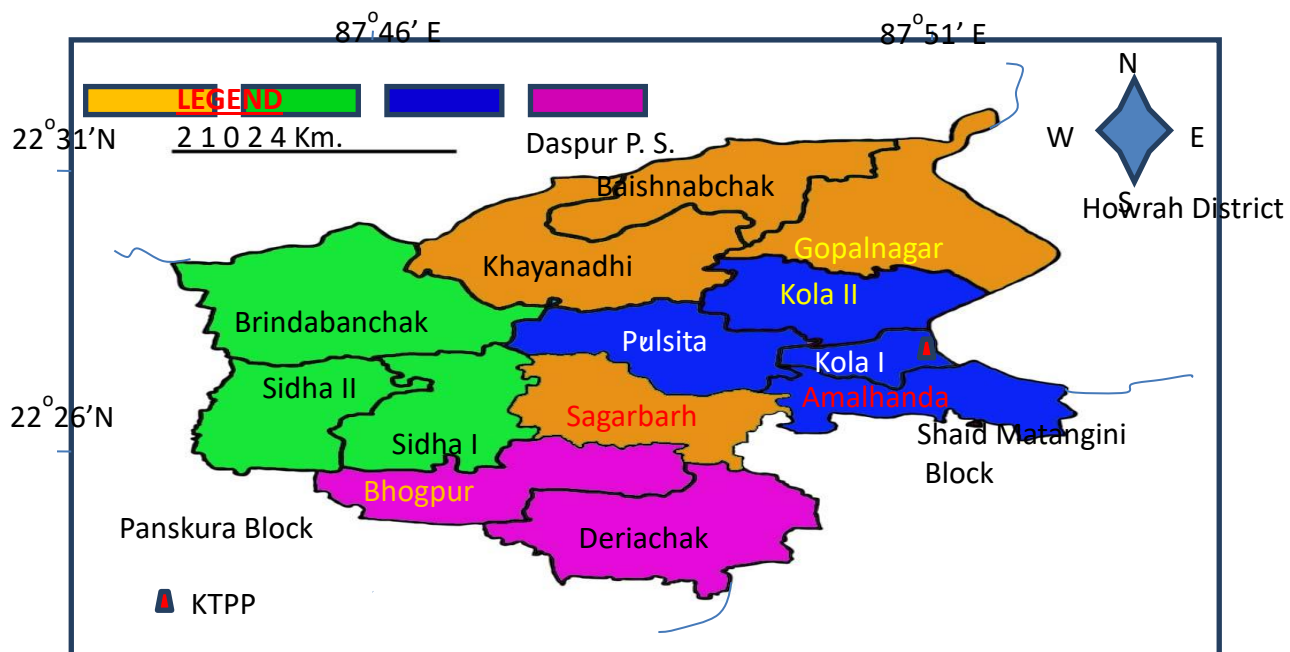 87°46’ E
87°51’ E
N
LEGEND
22°31’N
2 1 0 2 4 Km.
Daspur P. S.
W
E
Baishnabchak
S
Howrah District
Gopalnagar
Khayanadhi
Kola II
Brindabanchak
Pulsita
Kola I
Sidha II
Amalhanda
22°26’N
Sagarbarh
Sidha I
Shaid Matangini
Block
Bhogpur
Panskura Block
Deriachak
KTPP